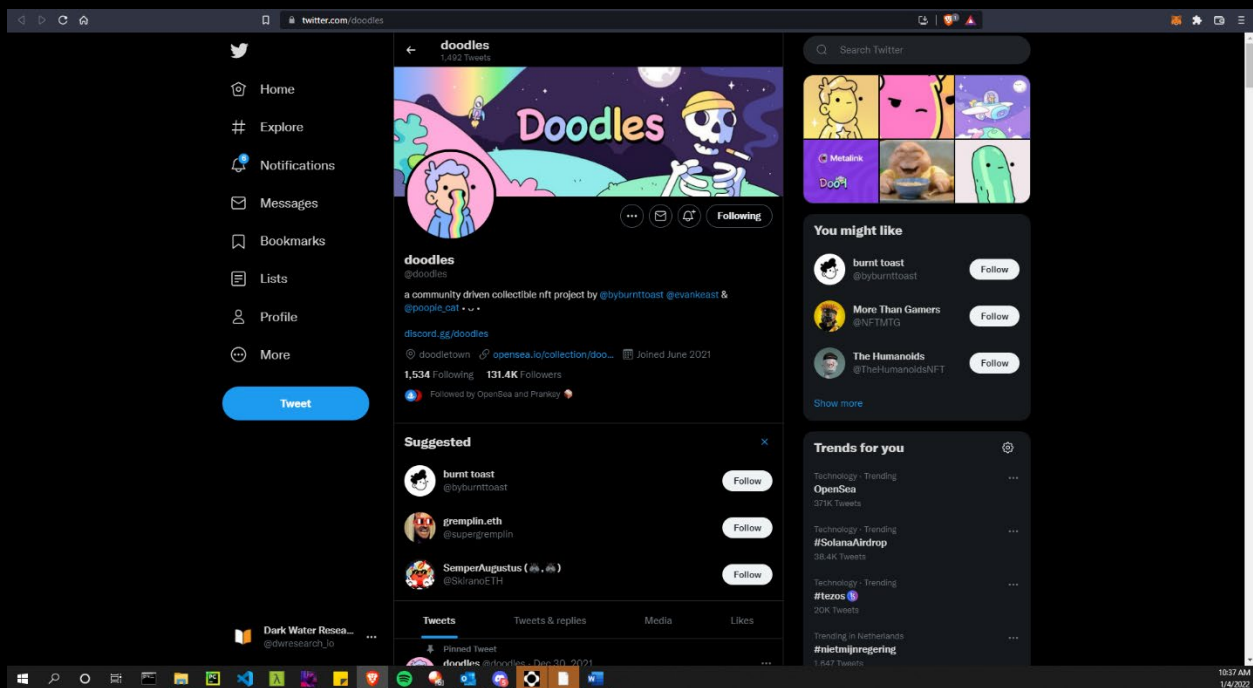 twitter.com/doodles
Home
Explore
Notifications
Messages
Bookmarks
Lists
Profile
More
Tweet
Dark Water Resea...
@dwresearch_io
doodles
1,492 Tweets
Doodles
Following
doodles
@doodles
a community driven collectible nft project by @byburnttoast @evankeast &
@poopie_cat • ᴗ •
discord.gg/doodles
doodletown opensea.io/collection/doo... Joined June 2021
1,534 Following 131.4K Followers
Followed by OpenSea and Pranksy
Suggested
burnt toast
@byburnttoast
Follow
gremplin.eth
@supergremplin
Follow
SemperAugustus (🦇,🦇)
@SkiranoETH
Follow
Tweets Tweets & replies Media Likes
Pinned Tweet
doodles @doodles · Dec 30, 2021
Search Twitter
Metalink
You might like
burnt toast
@byburnttoast
Follow
More Than Gamers
@NFTMTG
Follow
The Humanoids
@TheHumanoidsNFT
Follow
Show more
Trends for you
Technology · Trending
OpenSea
371K Tweets
Technology · Trending
#SolanaAirdrop
38.4K Tweets
Technology · Trending
#tezos
20K Tweets
Trending in Netherlands
#nietmijnregering
1,647 Tweets
10:37 AM
1/4/2022